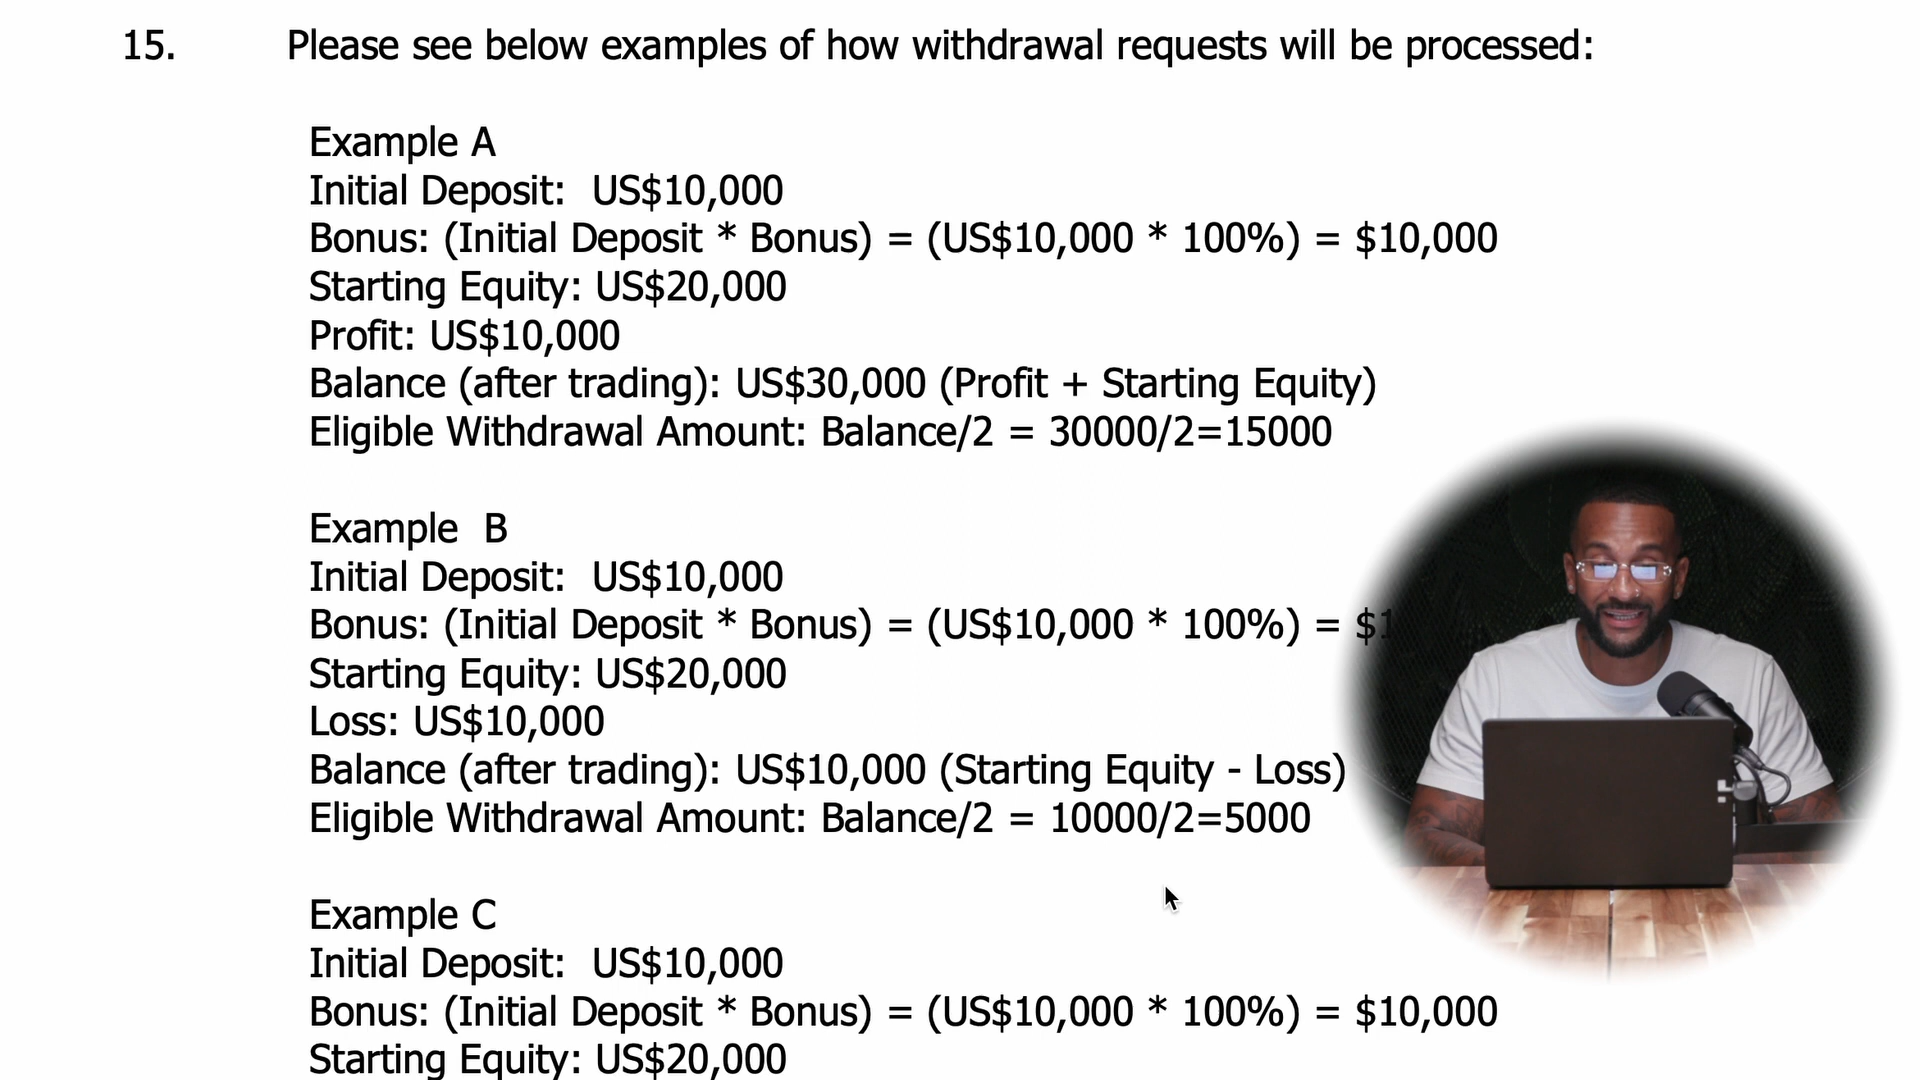 15. Please see below examples of how withdrawal requests will be processed:
Example A
Initial Deposit: US$10,000
Bonus: (Initial Deposit * Bonus) = (US$10,000 * 100%) = $10,000
Starting Equity: US$20,000
Profit: US$10,000
Balance (after trading): US$30,000 (Profit + Starting Equity)
Eligible Withdrawal Amount: Balance/2 = 30000/2=15000
Example B
Initial Deposit: US$10,000
Bonus: (Initial Deposit * Bonus) = (US$10,000 * 100%) = $1
Starting Equity: US$20,000
Loss: US$10,000
Balance (after trading): US$10,000 (Starting Equity - Loss)
Eligible Withdrawal Amount: Balance/2 = 10000/2=5000
Example C
Initial Deposit: US$10,000
Bonus: (Initial Deposit * Bonus) = (US$10,000 * 100%) = $10,000
Starting Equity: US$20,000